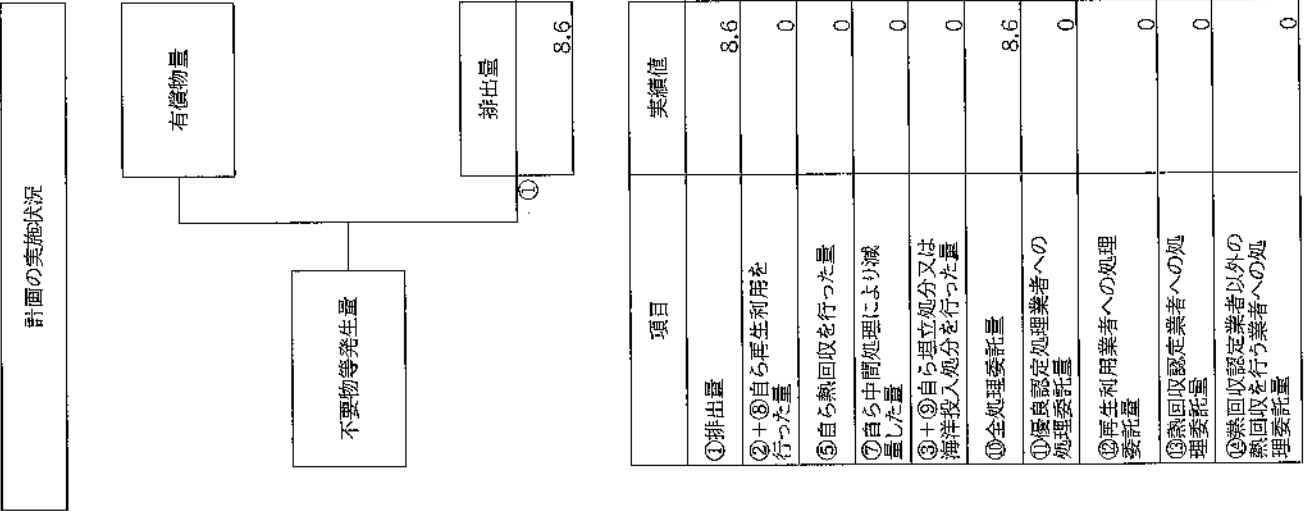 計画の実施状況
有償物量
不要物等発生量
排出量
①
8.6
項目
実績値
①排出量
8.6
②+⑧自ら再生利用を
行った量
0
⑤自ら熱回収を行った量
0
⑦自ら中間処理により減
量した量
0
③+⑨自ら埋立処分又は
海洋投入処分を行った量
0
⑩全処理委託量
8.6
⑪優良認定処理業者への
処理委託量
0
⑫再生利用業者への処理
委託量
0
⑬熱回収認定業者への処
理委託量
0
⑭熱回収認定業者以外の
熱回収を行う業者への処
理委託量
0